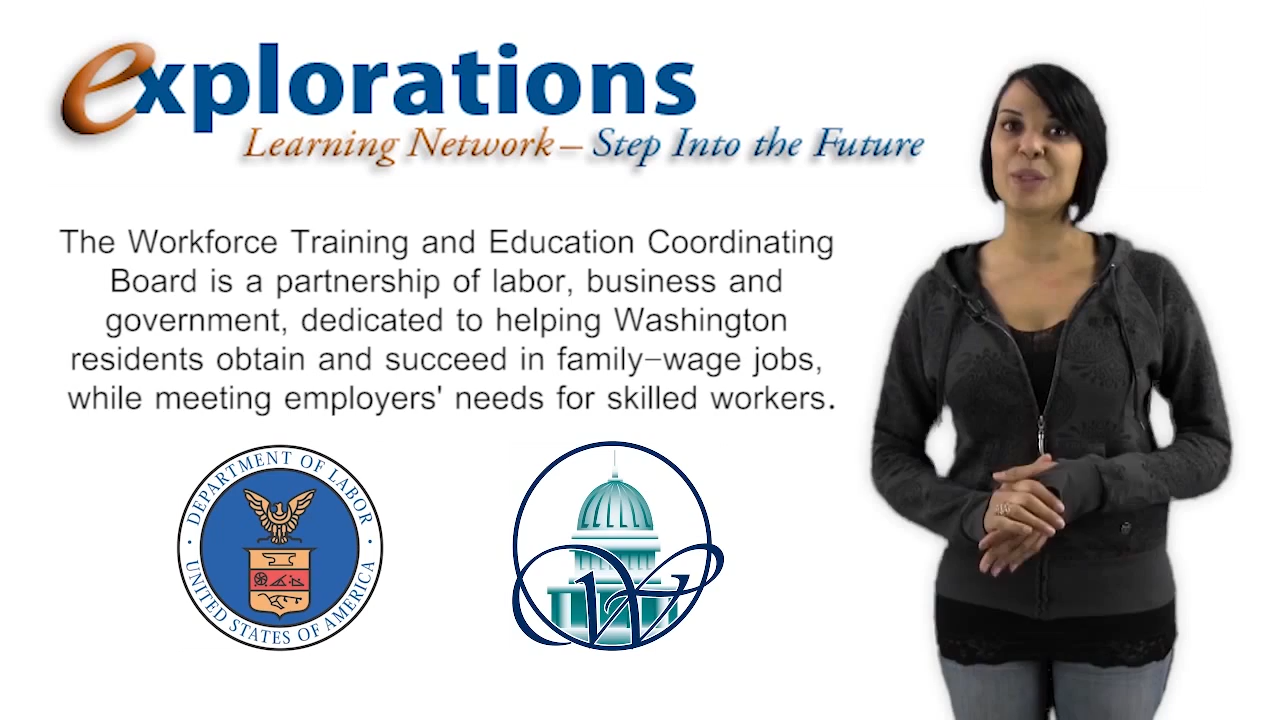 explorations
Learning Network – Step Into the Future
The Workforce Training and Education Coordinating
Board is a partnership of labor, business and
government, dedicated to helping Washington
residents obtain and succeed in family-wage jobs,
while meeting employers' needs for skilled workers.
DEPARTMENT OF LABOR
UNITED STATES OF AMERICA
W